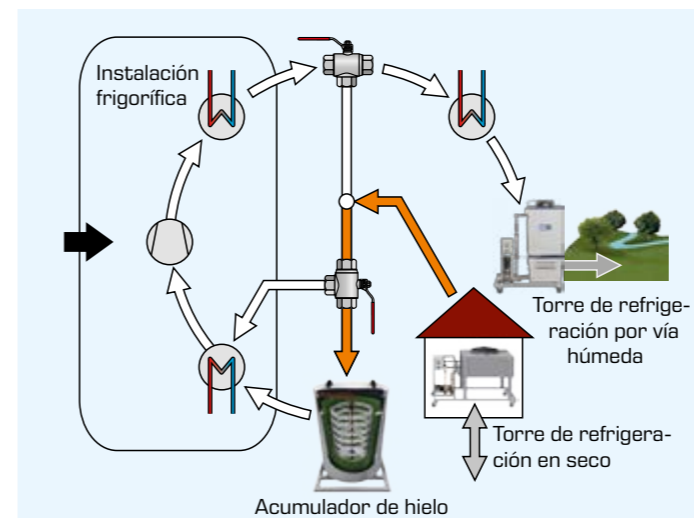 Instalación
frigorífica
Torre de refrige-
ración por vía
húmeda
Torre de refrigera-
ción en seco
Acumulador de hielo